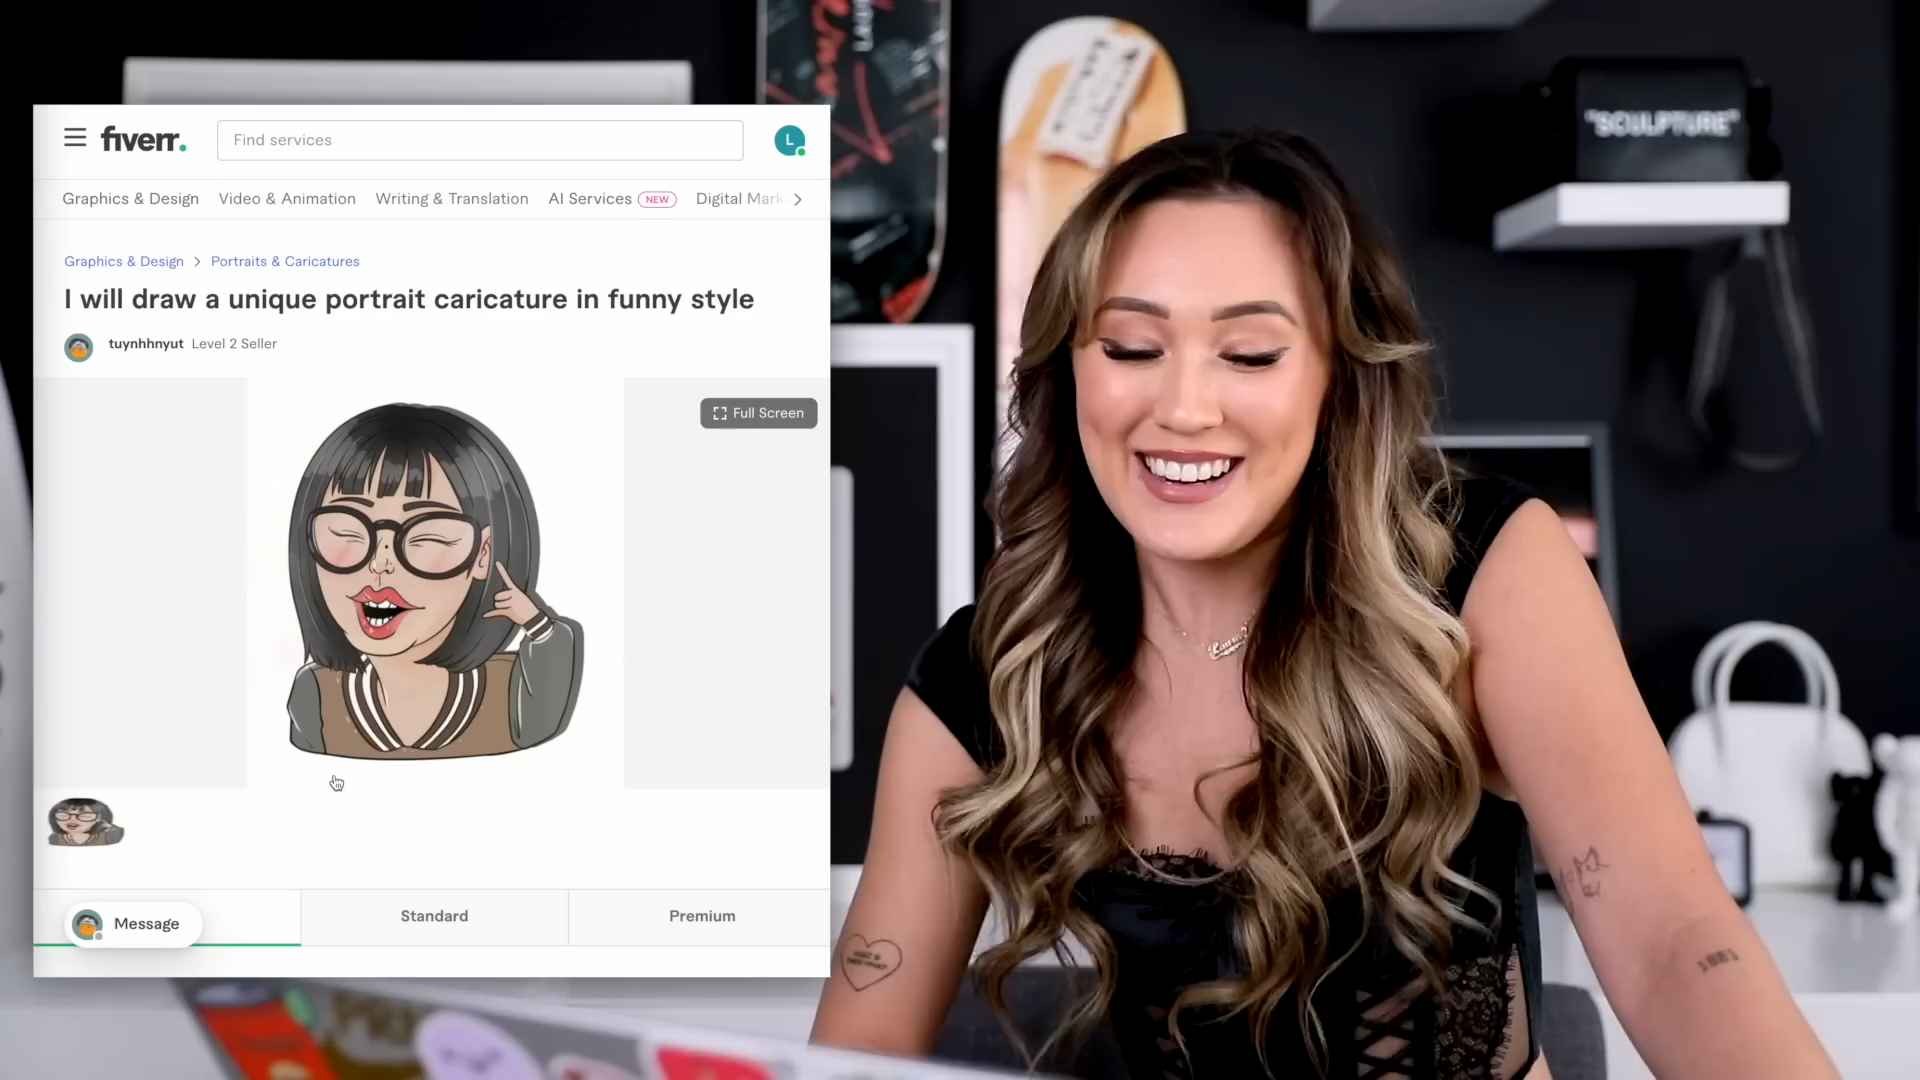 fiverr.
Find services
L
Graphics & Design
Video & Animation
Writing & Translation
AI Services NEW
Digital Mark
Graphics & Design > Portraits & Caricatures
I will draw a unique portrait caricature in funny style
tuynhhnyut Level 2 Seller
Full Screen
Message
Standard
Premium
"SCULPTURE"
1981